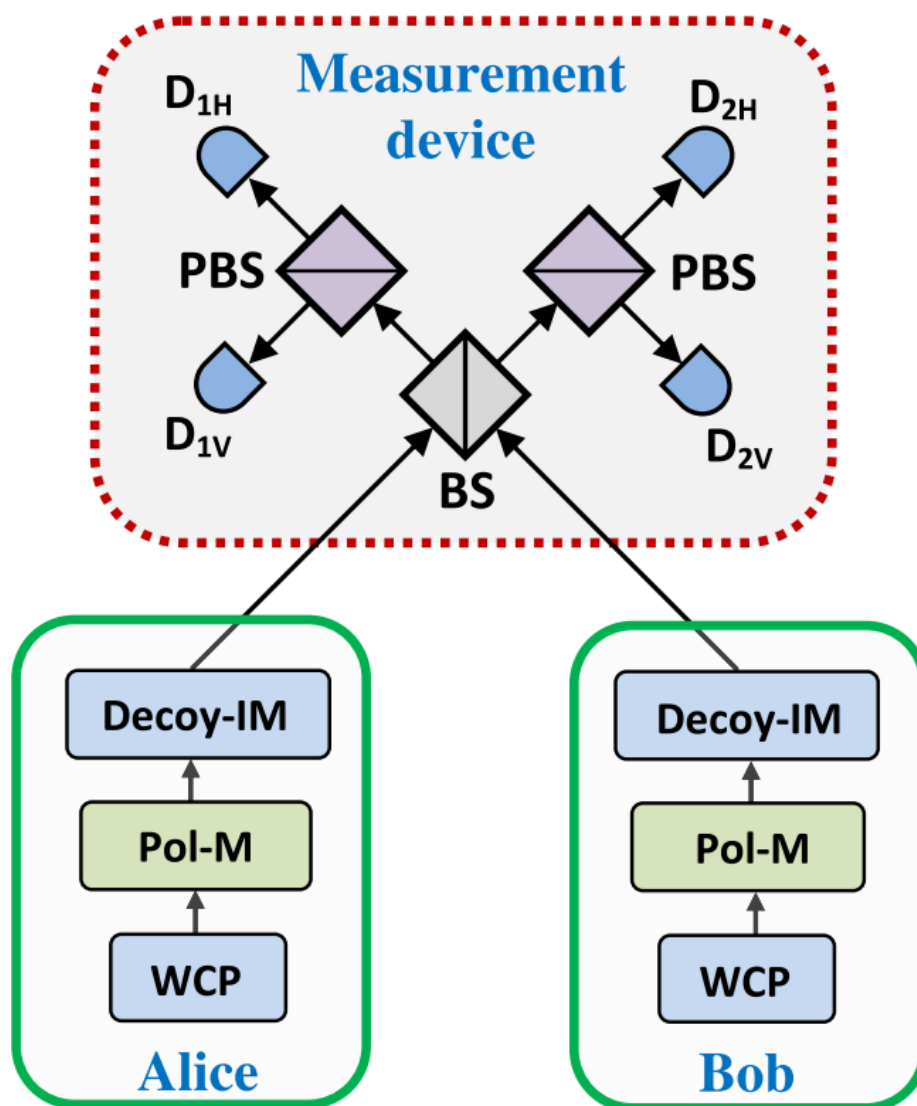 Measurement
device
D1H
D2H
PBS
PBS
D1V
D2V
BS
Decoy-IM
Decoy-IM
Pol-M
Pol-M
WCP
WCP
Alice
Bob